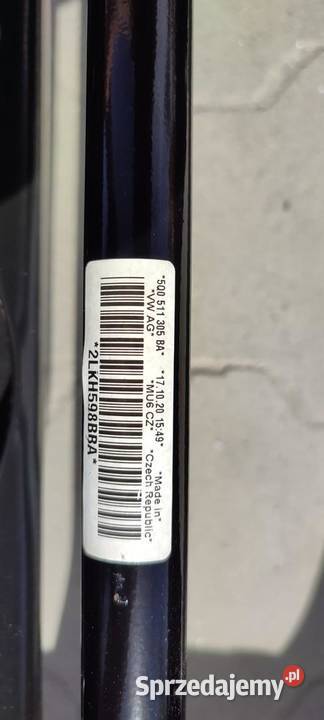 *5Q0 511 305 BA* *17.10.20 15:49* *Made in*
*VW AG* *MU6 CZ* *Czech Republic*
*2LKH598BBA*
Sprzedajemy.pl